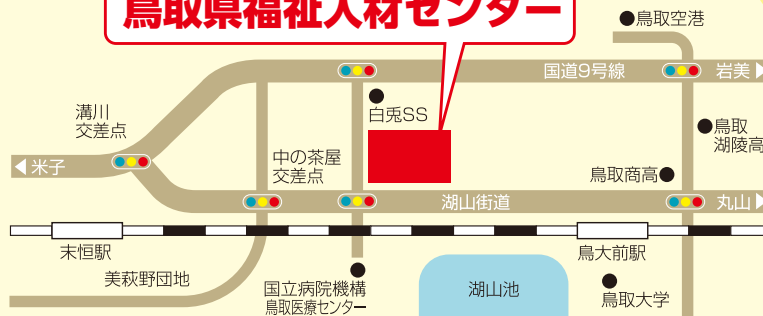 鳥取県福祉人材センター
鳥取空港
国道9号線
岩美
白兎SS
溝川
交差点
鳥取
湖陵高
米子
中の茶屋
交差点
鳥取商高
湖山街道
丸山
末恒駅
鳥大前駅
美萩野団地
国立病院機構
鳥取医療センター
湖山池
鳥取大学